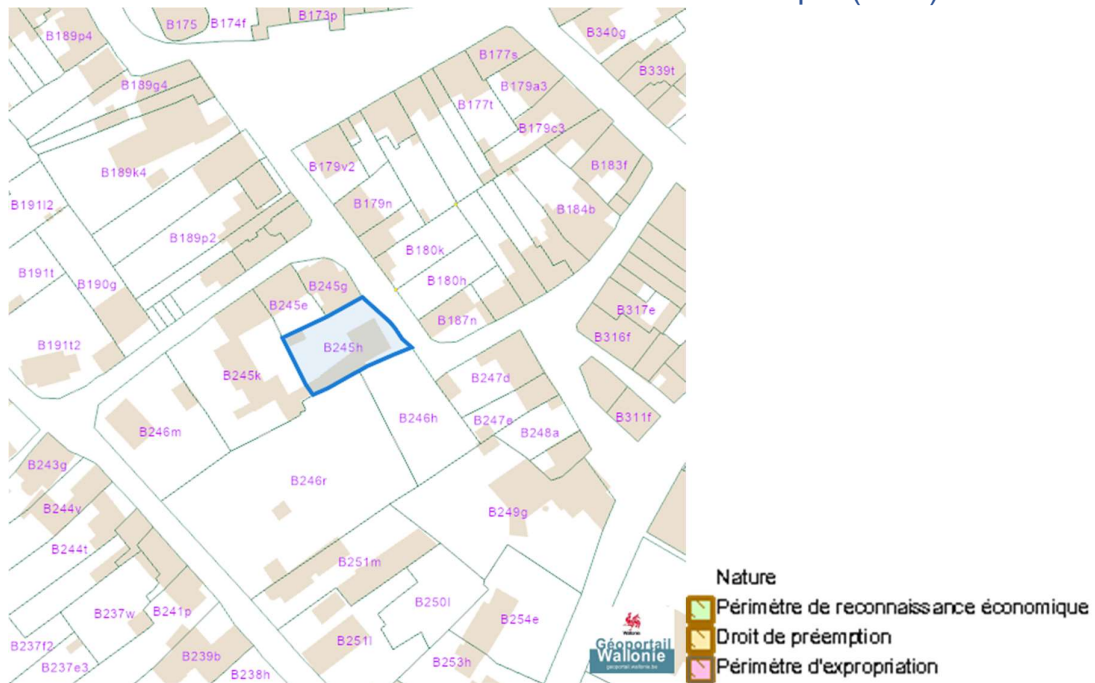 B189p4
B175
B174f
B173p
B340g
B177s
B339t
B189g4
B179a3
B177t
B179c3
B189k4
B179v2
B183f
B191l2
B179n
B184b
B189p2
B180k
B191t
B190g
B180h
B245g
B245e
B317e
B187n
B316f
B191t2
B245h
B245k
B247d
B246m
B246h
B247e
B248a
B311f
B243g
B246r
B244v
B249g
B244t
B251m
B237w
B241p
B250l
B254e
B237f2
B251l
B237e3
B239b
B253h
B238h
Géoportail
Wallonie
Nature
Périmètre de reconnaissance économique
Droit de préemption
Périmètre d'expropriation